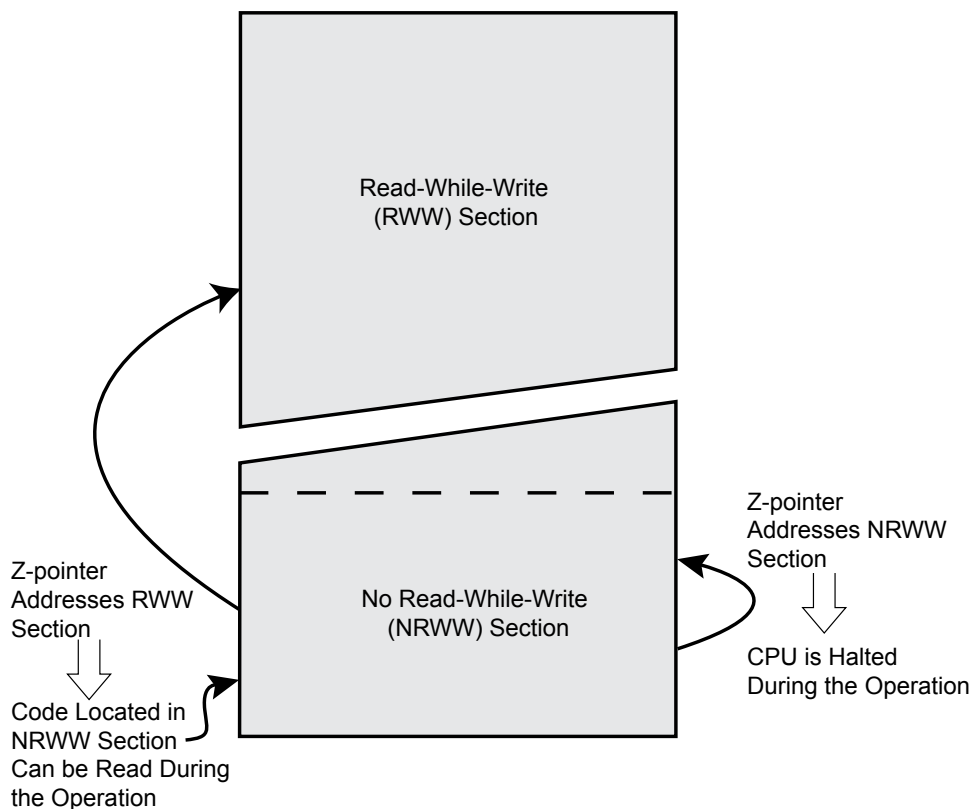 Read-While-Write
(RWW) Section
Z-pointer
Addresses NRWW
Section
Z-pointer
Addresses RWW
Section
No Read-While-Write
(NRWW) Section
CPU is Halted
During the Operation
Code Located in
NRWW Section
Can be Read During
the Operation